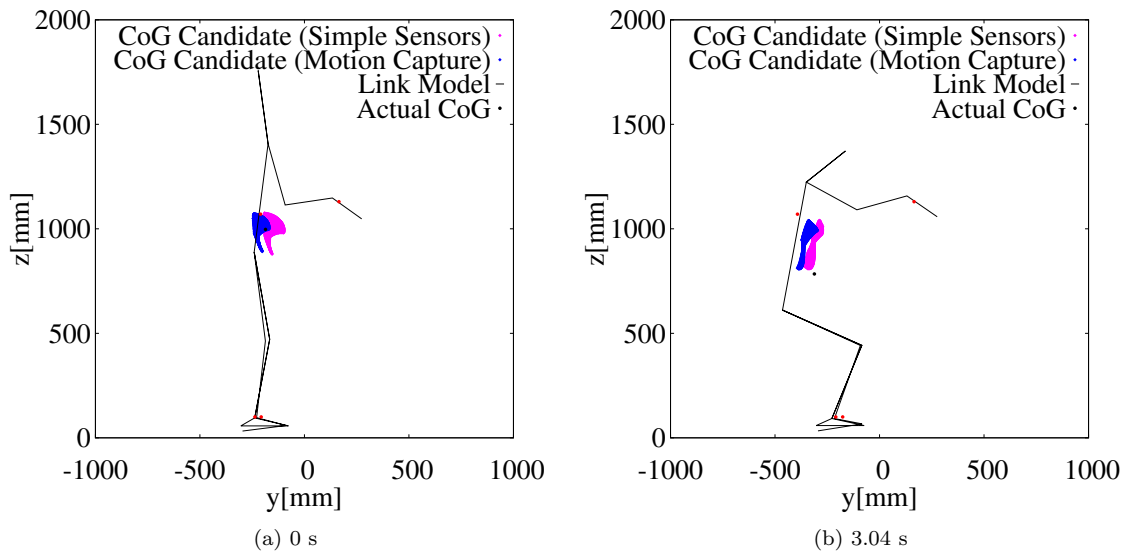 2000
CoG Candidate (Simple Sensors)
CoG Candidate (Motion Capture)
Link Model
Actual CoG
1500
1000
500
0
z[mm]
-1000 -500 0 500 1000
y[mm]
(a) 0 s
2000
CoG Candidate (Simple Sensors)
CoG Candidate (Motion Capture)
Link Model
Actual CoG
1500
1000
500
0
z[mm]
-1000 -500 0 500 1000
y[mm]
(b) 3.04 s